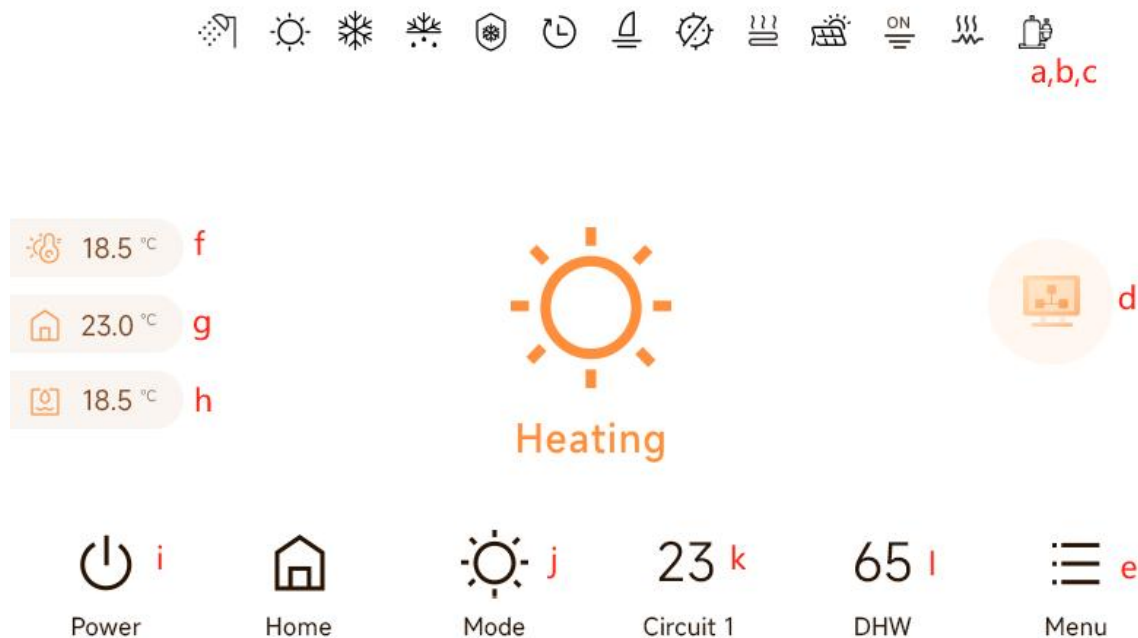 ON
a,b,c
18.5 °C f
23.0 °C g
d
18.5 °C h
Heating
i j 23 k 65 l e
Power Home Mode Circuit 1 DHW Menu